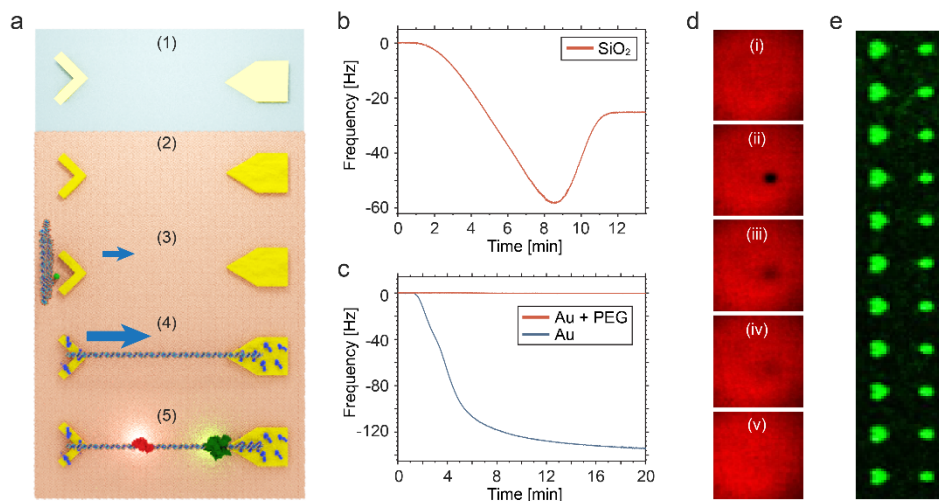 a
(1)
(2)
(3)
(4)
(5)
b
0
-20
-40
-60
Frequency [Hz]
SiO₂
0 2 4 6 8 10 12
Time [min]
c
0
-40
-80
-120
Frequency [Hz]
Au + PEG
Au
0 4 8 12 16 20
Time [min]
d
(i)
(ii)
(iii)
(iv)
(v)
e